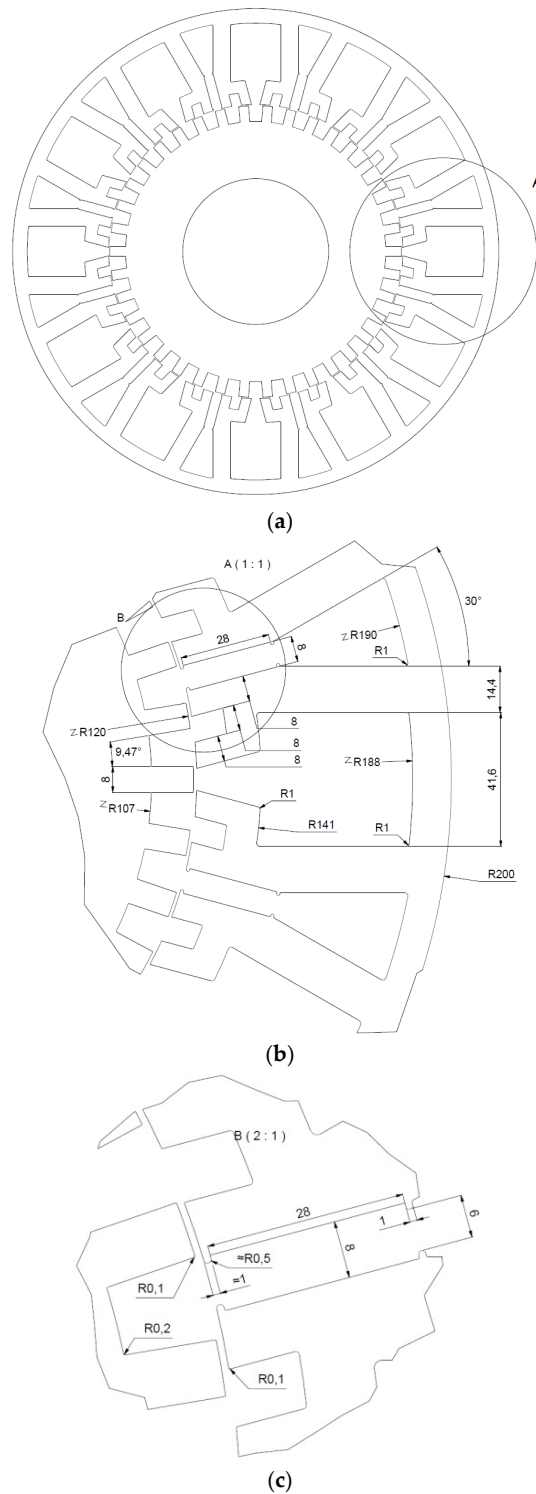 A
(a)
A ( 1 : 1 )
B
28
8
30°
R190
R1
14,4
R120
8
8
8
9,47°
8
R107
R188
41,6
R1
R141
R1
R200
(b)
B ( 2 : 1 )
28
1
6
8
≈R0,5
≈1
R0,1
R0,2
R0,1
(c)